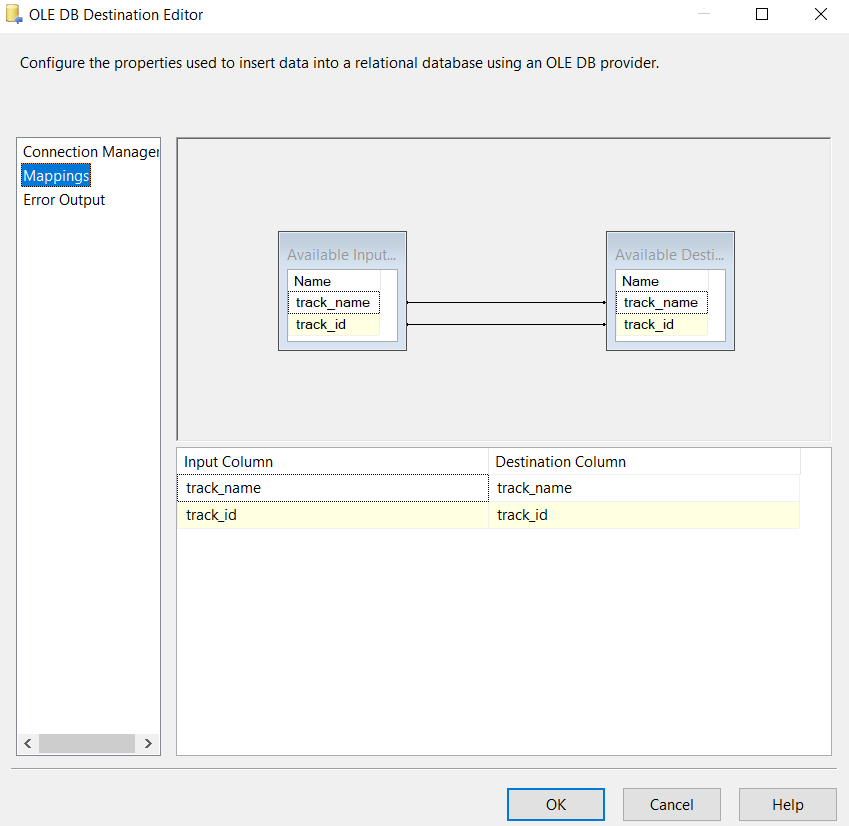 OLE DB Destination Editor
Configure the properties used to insert data into a relational database using an OLE DB provider.
Connection Manager
Mappings
Error Output
Available Input...
Name
track_name
track_id
Available Desti...
Name
track_name
track_id
Input Column
Destination Column
track_name
track_name
track_id
track_id
OK
Cancel
Help